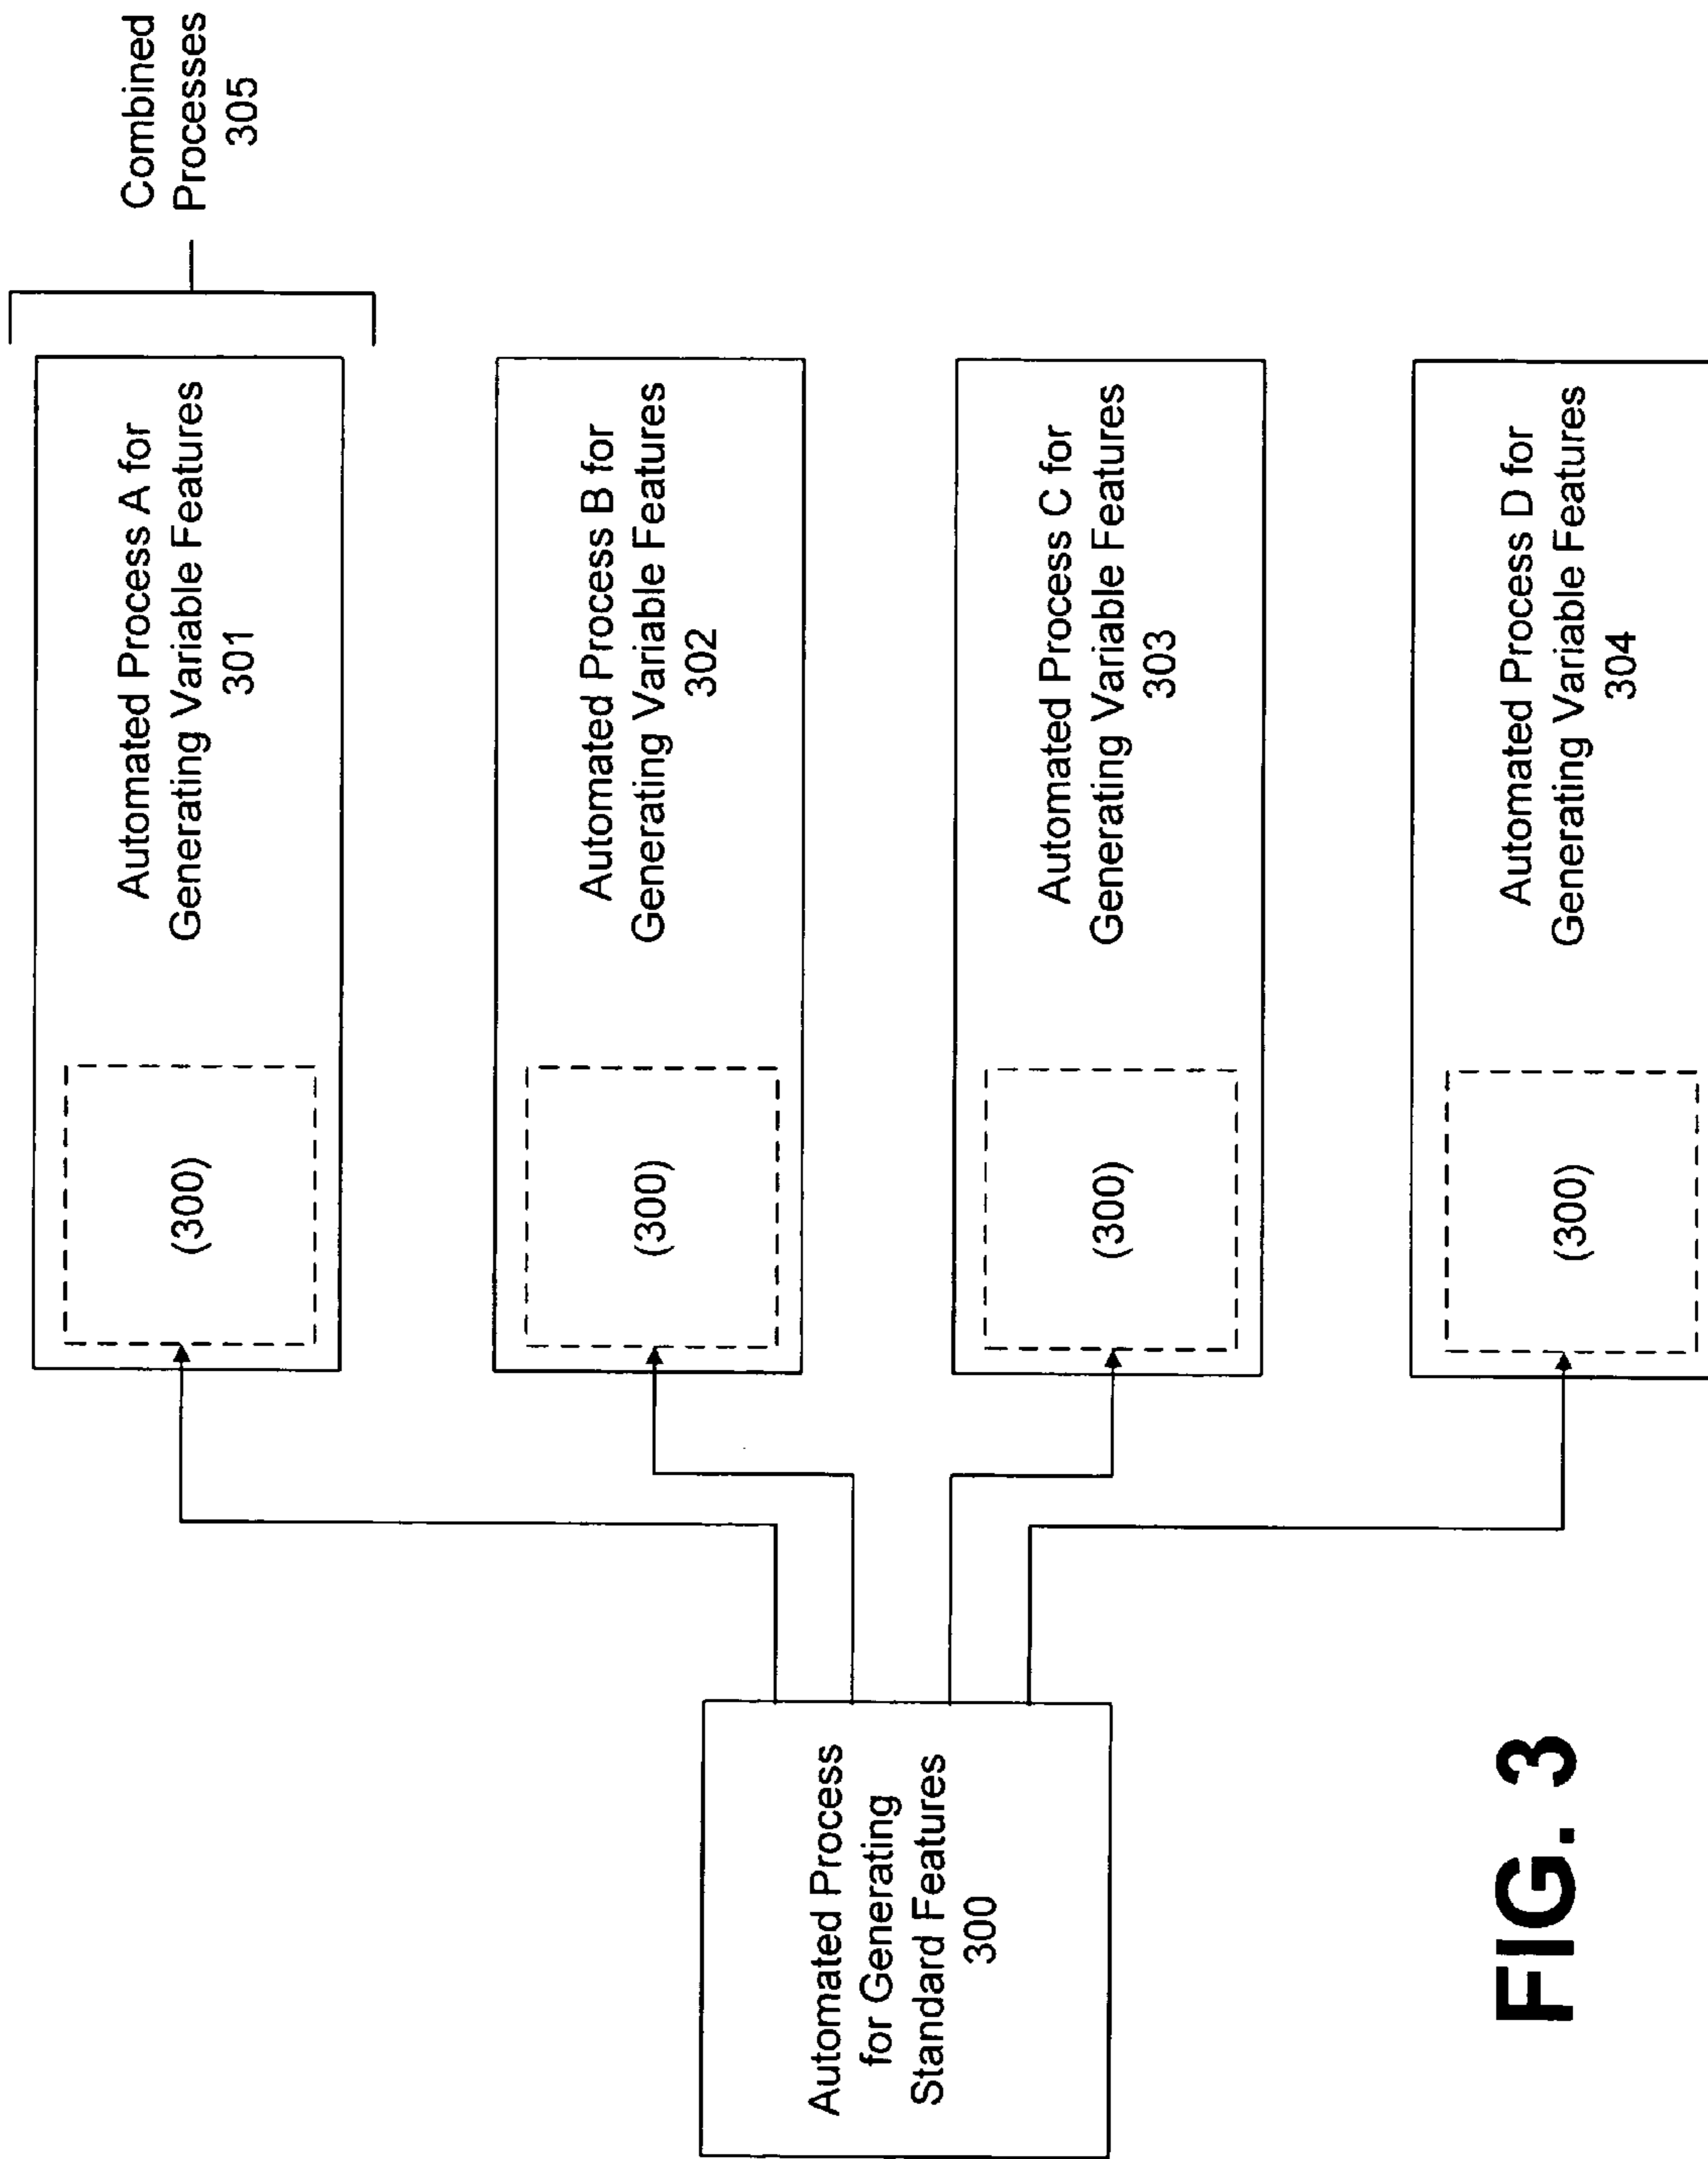 Combined
Processes
305
Automated Process A for
Generating Variable Features
301
(300)
Automated Process B for
Generating Variable Features
302
(300)
Automated Process for Generating
Standard Features
300
Automated Process C for
Generating Variable Features
303
(300)
Automated Process D for
Generating Variable Features
304
(300)
FIG. 3